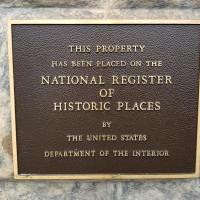 THIS PROPERTY
HAS BEEN PLACED ON THE
NATIONAL REGISTER
OF
HISTORIC PLACES
BY
THE UNITED STATES
DEPARTMENT OF THE INTERIOR